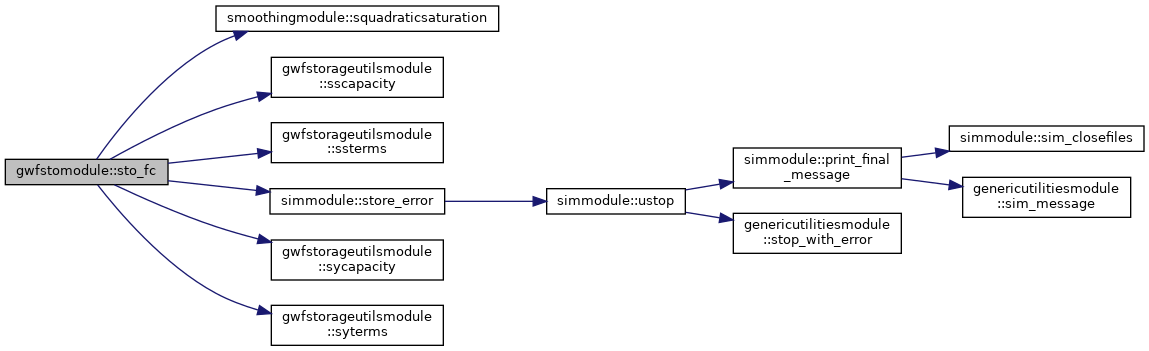 gwfstomodule::sto_fc
smoothingmodule::squadraticsaturation
gwfstorageutilsmodule
::sscapacity
gwfstorageutilsmodule
::ssterms
simmodule::store_error
gwfstorageutilsmodule
::sycapacity
gwfstorageutilsmodule
::syterms
simmodule::ustop
simmodule::print_final
_message
genericutilitiesmodule
::stop_with_error
simmodule::sim_closefiles
genericutilitiesmodule
::sim_message